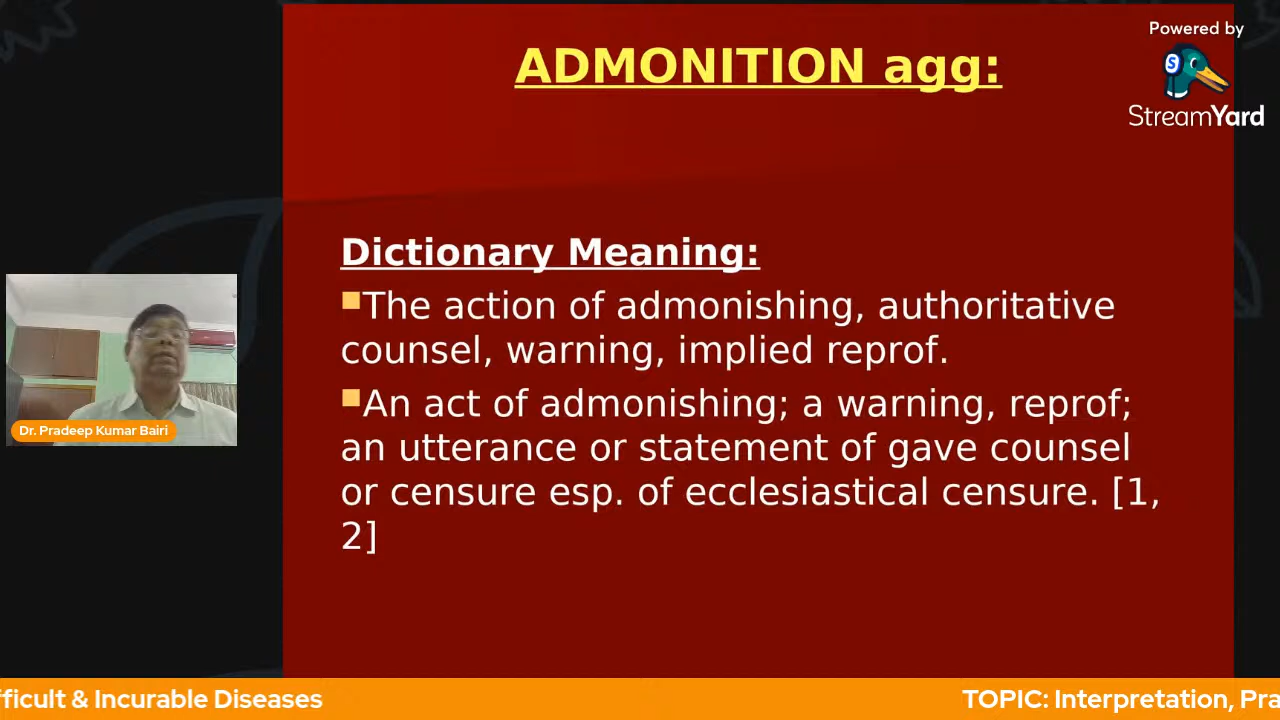 ADMONITION agg:
Powered by
StreamYard
Dictionary Meaning:
The action of admonishing, authoritative
counsel, warning, implied reprof.
An act of admonishing; a warning, reprof;
an utterance or statement of gave counsel
or censure esp. of ecclesiastical censure. [1,
2]
Dr. Pradeep Kumar Bairi
fficult & Incurable Diseases
TOPIC: Interpretation, Pra